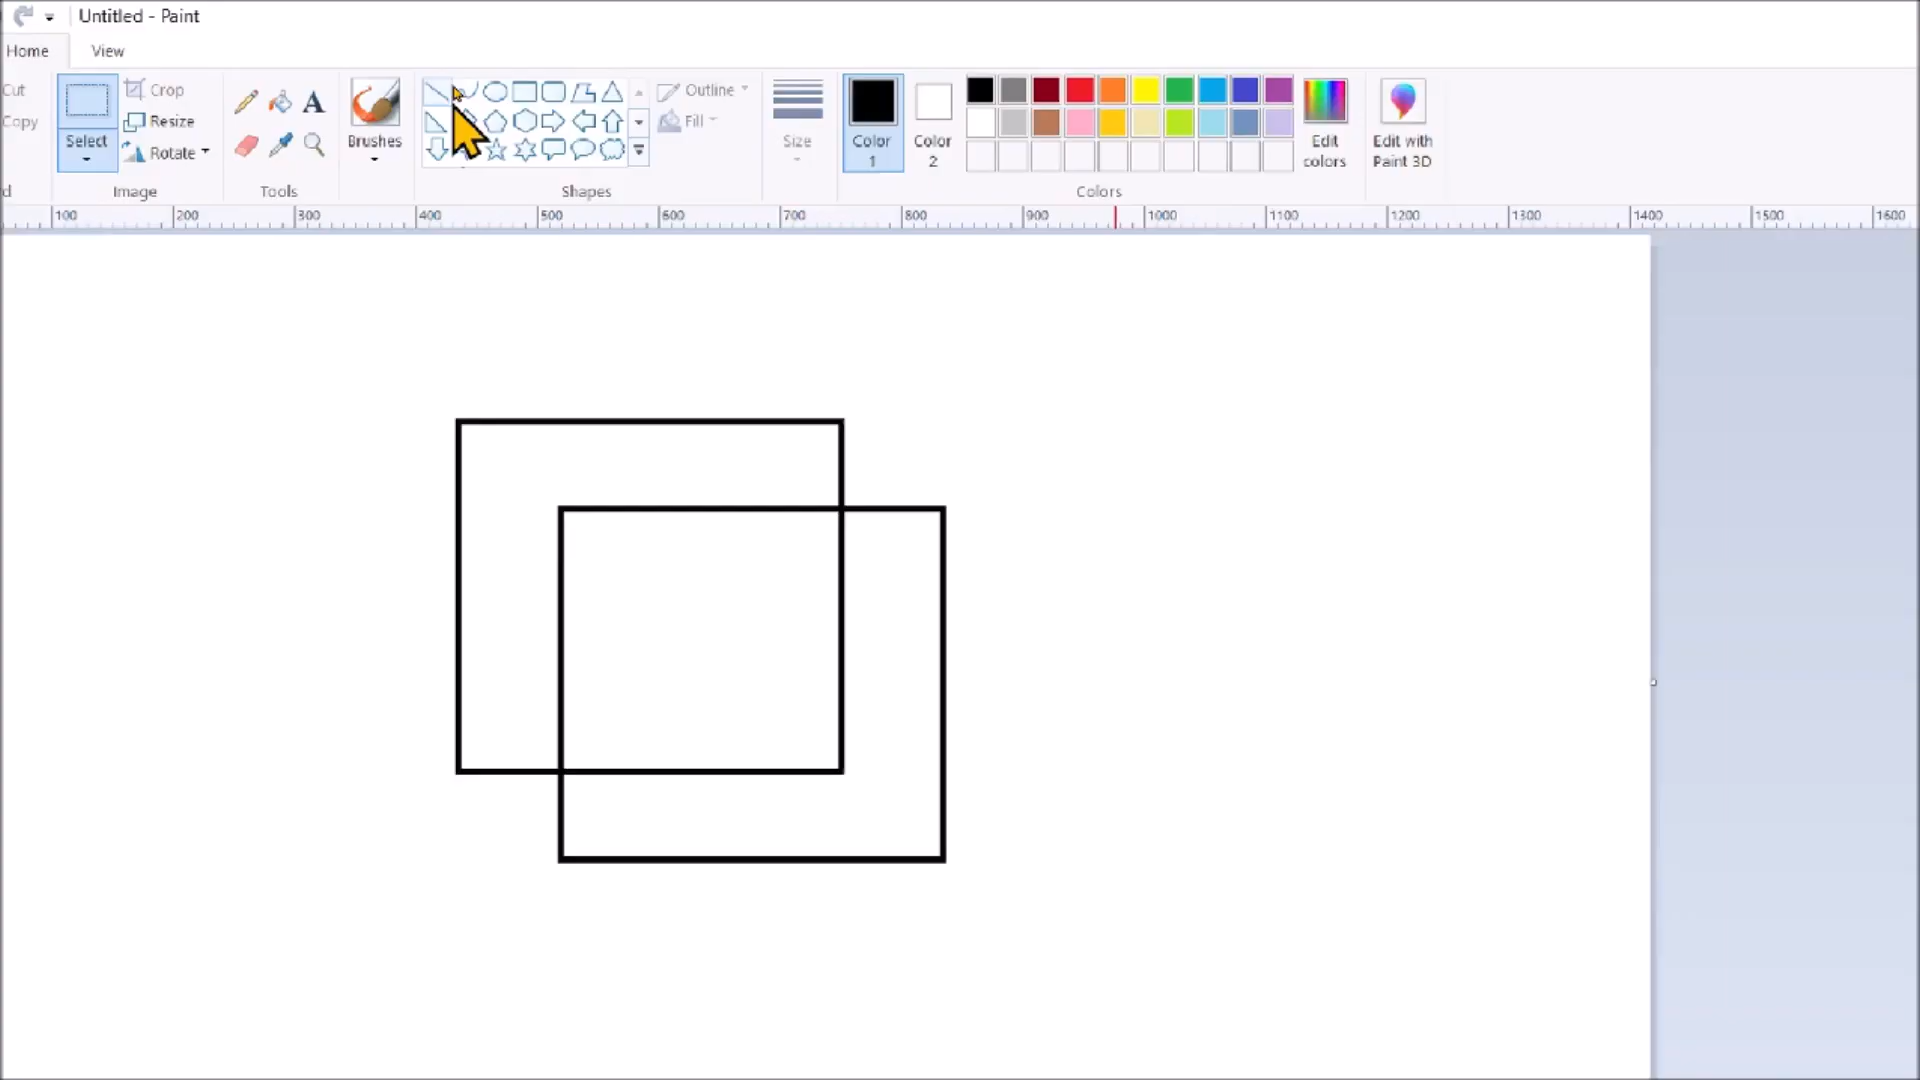 Untitled - Paint
Home View
Cut
Copy
Select
Crop
Resize
Rotate
Image
A
Tools
Brushes
Outline
Fill
Shapes
Size
Color
1
Color
2
Edit
colors
Edit with
Paint 3D
Colors
100 200 300 400 500 600 700 800 900 1000 1100 1200 1300 1400 1500 1600